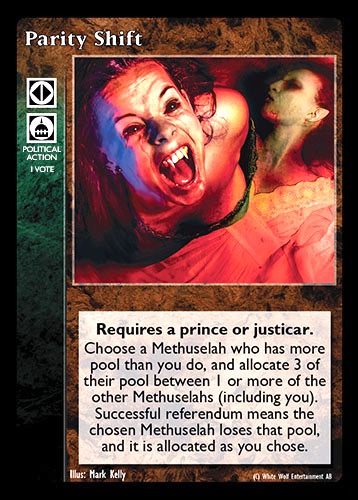 Parity Shift
POLITICAL
ACTION
1 VOTE
Requires a prince or justicar.
Choose a Methuselah who has more
pool than you do, and allocate 3 of
their pool between 1 or more of the
other Methuselahs (including you).
Successful referendum means the
chosen Methuselah loses that pool,
and it is allocated as you chose.
Illus: Mark Kelly
(C) White Wolf Entertainment AB